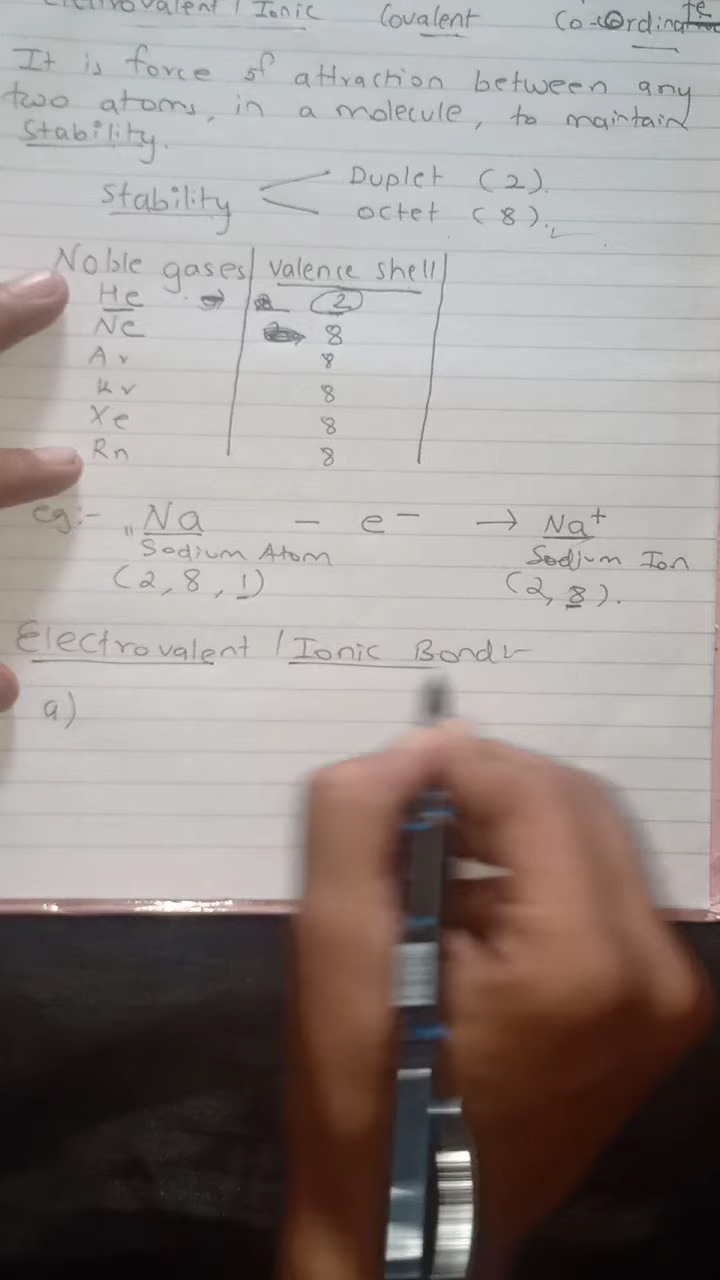 Electrovalent / Ionic Covalent Co-ordinate
It is force of attraction between any
two atoms, in a molecule, to maintain
Stability.
Stability Duplet (2).
octet (8).
Noble gases valence shell
He → 2
Ne 8
Ar 8
Kr 8
Xe 8
Rn 8
eg:- Na - e⁻ → Na⁺
Sodium Atom Sodium Ion
(2, 8, 1) (2, 8).
Electrovalent / Ionic Bond
a)